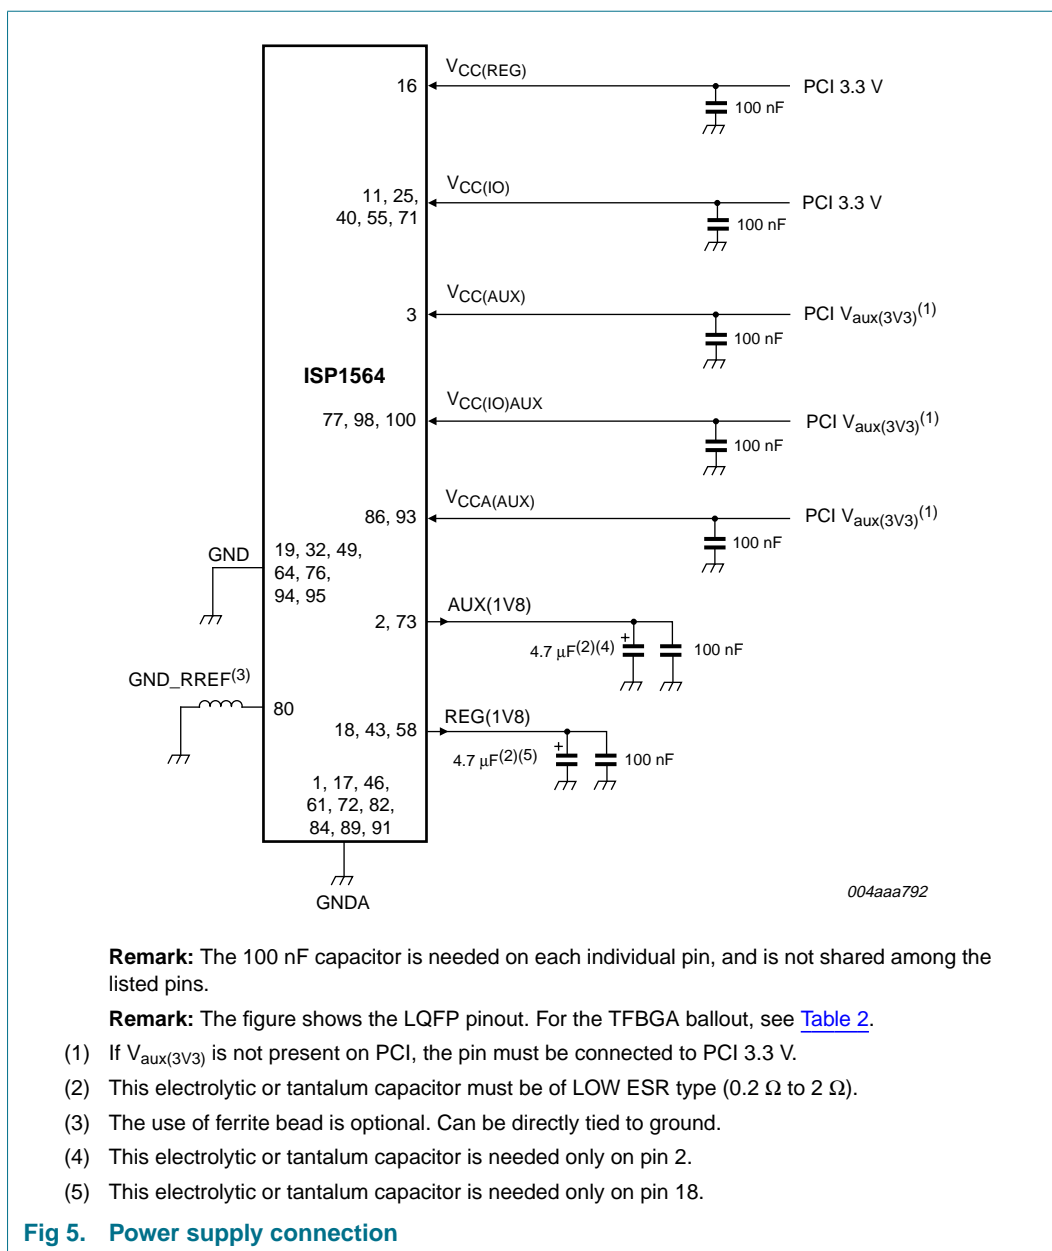 VCC(REG)
16
PCI 3.3 V
100 nF
VCC(IO)
11, 25,
40, 55, 71
PCI 3.3 V
100 nF
VCC(AUX)
3
PCI Vaux(3V3)(1)
100 nF
ISP1564
VCC(IO)AUX
77, 98, 100
PCI Vaux(3V3)(1)
100 nF
VCCA(AUX)
86, 93
PCI Vaux(3V3)(1)
100 nF
GND
19, 32, 49,
64, 76,
94, 95
AUX(1V8)
2, 73
+
4.7 μF(2)(4)
100 nF
GND_RREF(3)
80
REG(1V8)
18, 43, 58
+
4.7 μF(2)(5)
100 nF
1, 17, 46,
61, 72, 82,
84, 89, 91
GNDA
004aaa792
Remark: The 100 nF capacitor is needed on each individual pin, and is not shared among the
listed pins.
Remark: The figure shows the LQFP pinout. For the TFBGA ballout, see Table 2.
(1) If Vaux(3V3) is not present on PCI, the pin must be connected to PCI 3.3 V.
(2) This electrolytic or tantalum capacitor must be of LOW ESR type (0.2 Ω to 2 Ω).
(3) The use of ferrite bead is optional. Can be directly tied to ground.
(4) This electrolytic or tantalum capacitor is needed only on pin 2.
(5) This electrolytic or tantalum capacitor is needed only on pin 18.
Fig 5. Power supply connection